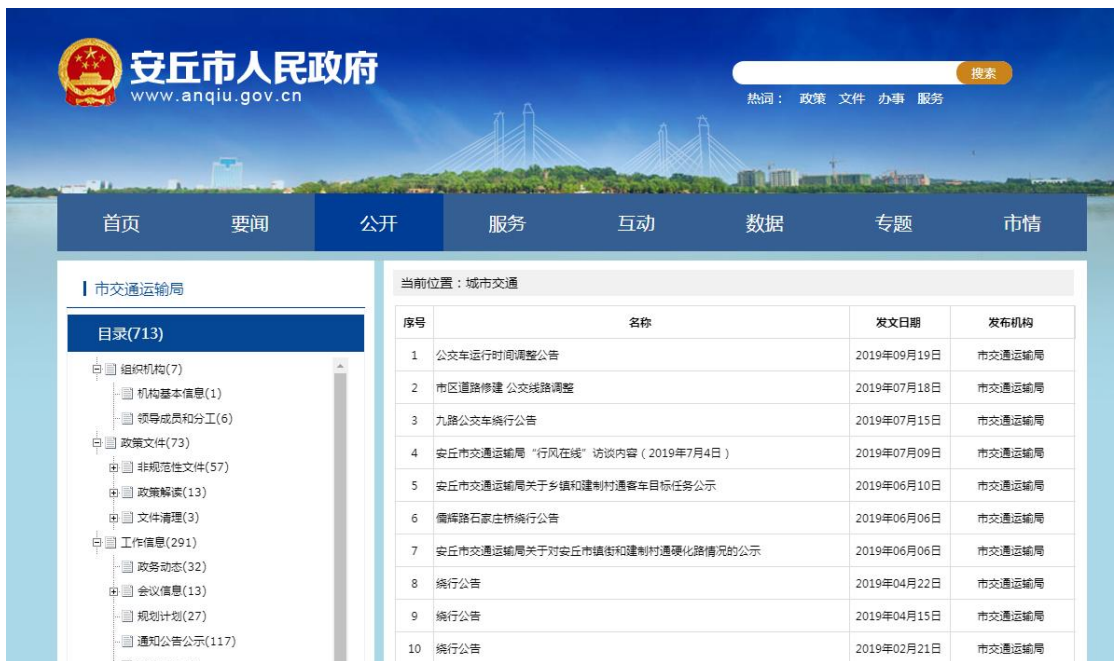 安丘市人民政府
www.anqiu.gov.cn
搜索
热词： 政策 文件 办事 服务
首页 要闻 公开 服务 互动 数据 专题 市情
市交通运输局
目录(713)
组织机构(7)
机构基本信息(1)
领导成员和分工(6)
政策文件(73)
非规范性文件(57)
政策解读(13)
文件清理(3)
工作信息(291)
政务动态(32)
会议信息(13)
规划计划(27)
通知公告公示(117)
当前位置：城市交通
序号 名称 发文日期 发布机构
1 公交车运行时间调整公告 2019年09月19日 市交通运输局
2 市区道路修建 公交线路调整 2019年07月18日 市交通运输局
3 九路公交车绕行公告 2019年07月15日 市交通运输局
4 安丘市交通运输局“行风在线”访谈内容（2019年7月4日） 2019年07月09日 市交通运输局
5 安丘市交通运输局关于乡镇和建制村通客车目标任务公示 2019年06月10日 市交通运输局
6 儒辉路石家庄桥绕行公告 2019年06月06日 市交通运输局
7 安丘市交通运输局关于对安丘市镇街和建制村通硬化路情况的公示 2019年06月06日 市交通运输局
8 绕行公告 2019年04月22日 市交通运输局
9 绕行公告 2019年04月15日 市交通运输局
10 绕行公告 2019年02月21日 市交通运输局